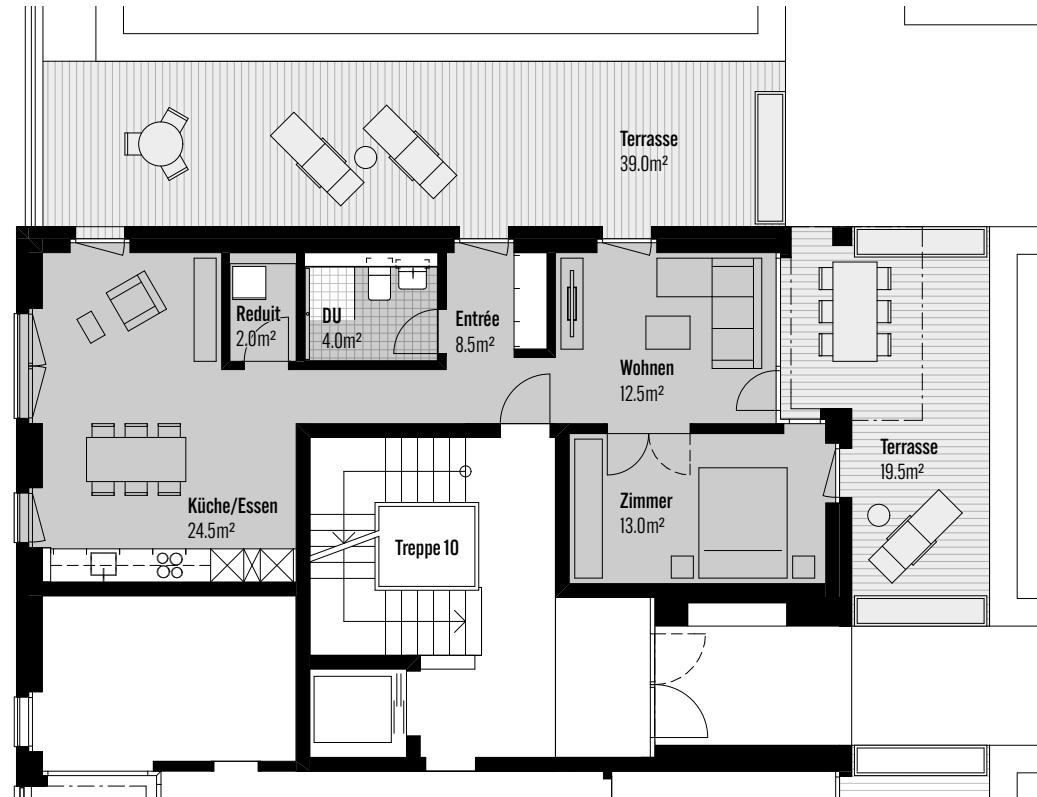 Terrasse
39.0m²
Reduit
2.0m²
DU
4.0m²
Entrée
8.5m²
Wohnen
12.5m²
Terrasse
19.5m²
Küche/Essen
24.5m²
Zimmer
13.0m²
Treppe 10